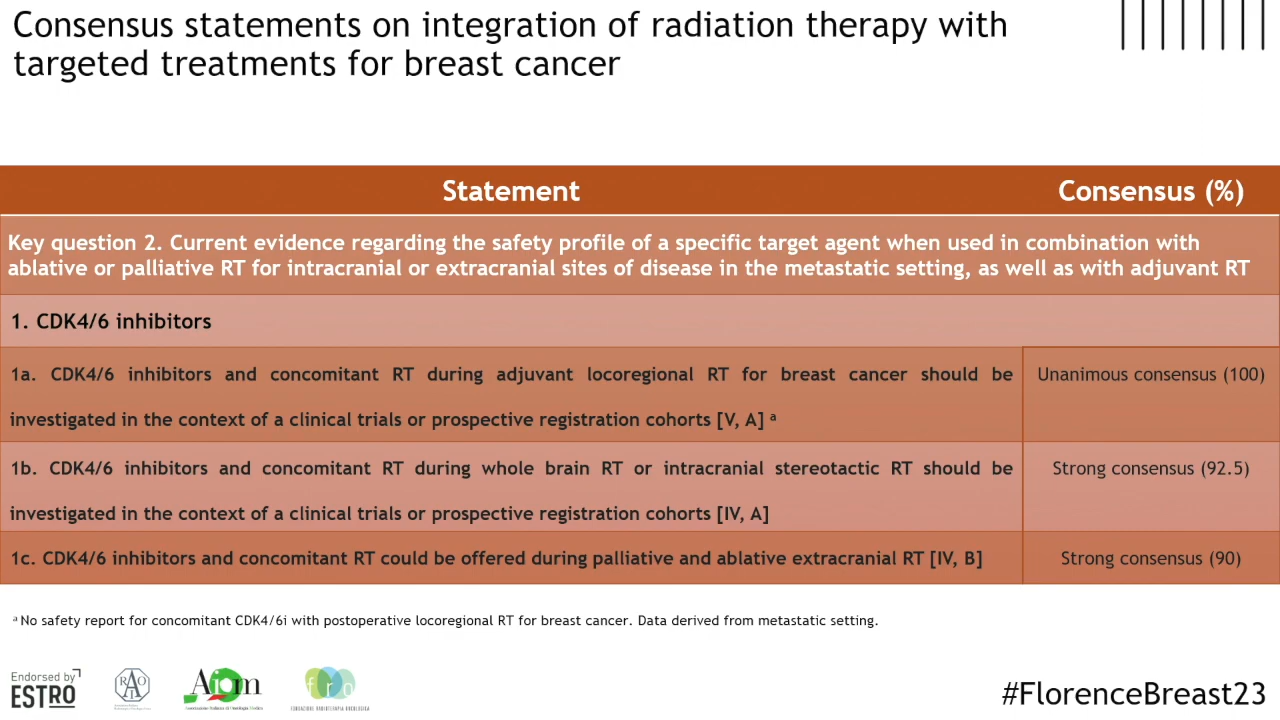 Consensus statements on integration of radiation therapy with
targeted treatments for breast cancer
Statement
Consensus (%)
Key question 2. Current evidence regarding the safety profile of a specific target agent when used in combination with
ablative or palliative RT for intracranial or extracranial sites of disease in the metastatic setting, as well as with adjuvant RT
1. CDK4/6 inhibitors
1a. CDK4/6 inhibitors and concomitant RT during adjuvant locoregional RT for breast cancer should be
investigated in the context of a clinical trials or prospective registration cohorts [V, A] ᵃ
Unanimous consensus (100)
1b. CDK4/6 inhibitors and concomitant RT during whole brain RT or intracranial stereotactic RT should be
investigated in the context of a clinical trials or prospective registration cohorts [IV, A]
Strong consensus (92.5)
1c. CDK4/6 inhibitors and concomitant RT could be offered during palliative and ablative extracranial RT [IV, B]
Strong consensus (90)
ᵃ No safety report for concomitant CDK4/6i with postoperative locoregional RT for breast cancer. Data derived from metastatic setting.
Endorsed by
ESTRO
Aiom
fro
FONDAZIONE RADIOTERAPIA ONCOLOGICA
#FlorenceBreast23